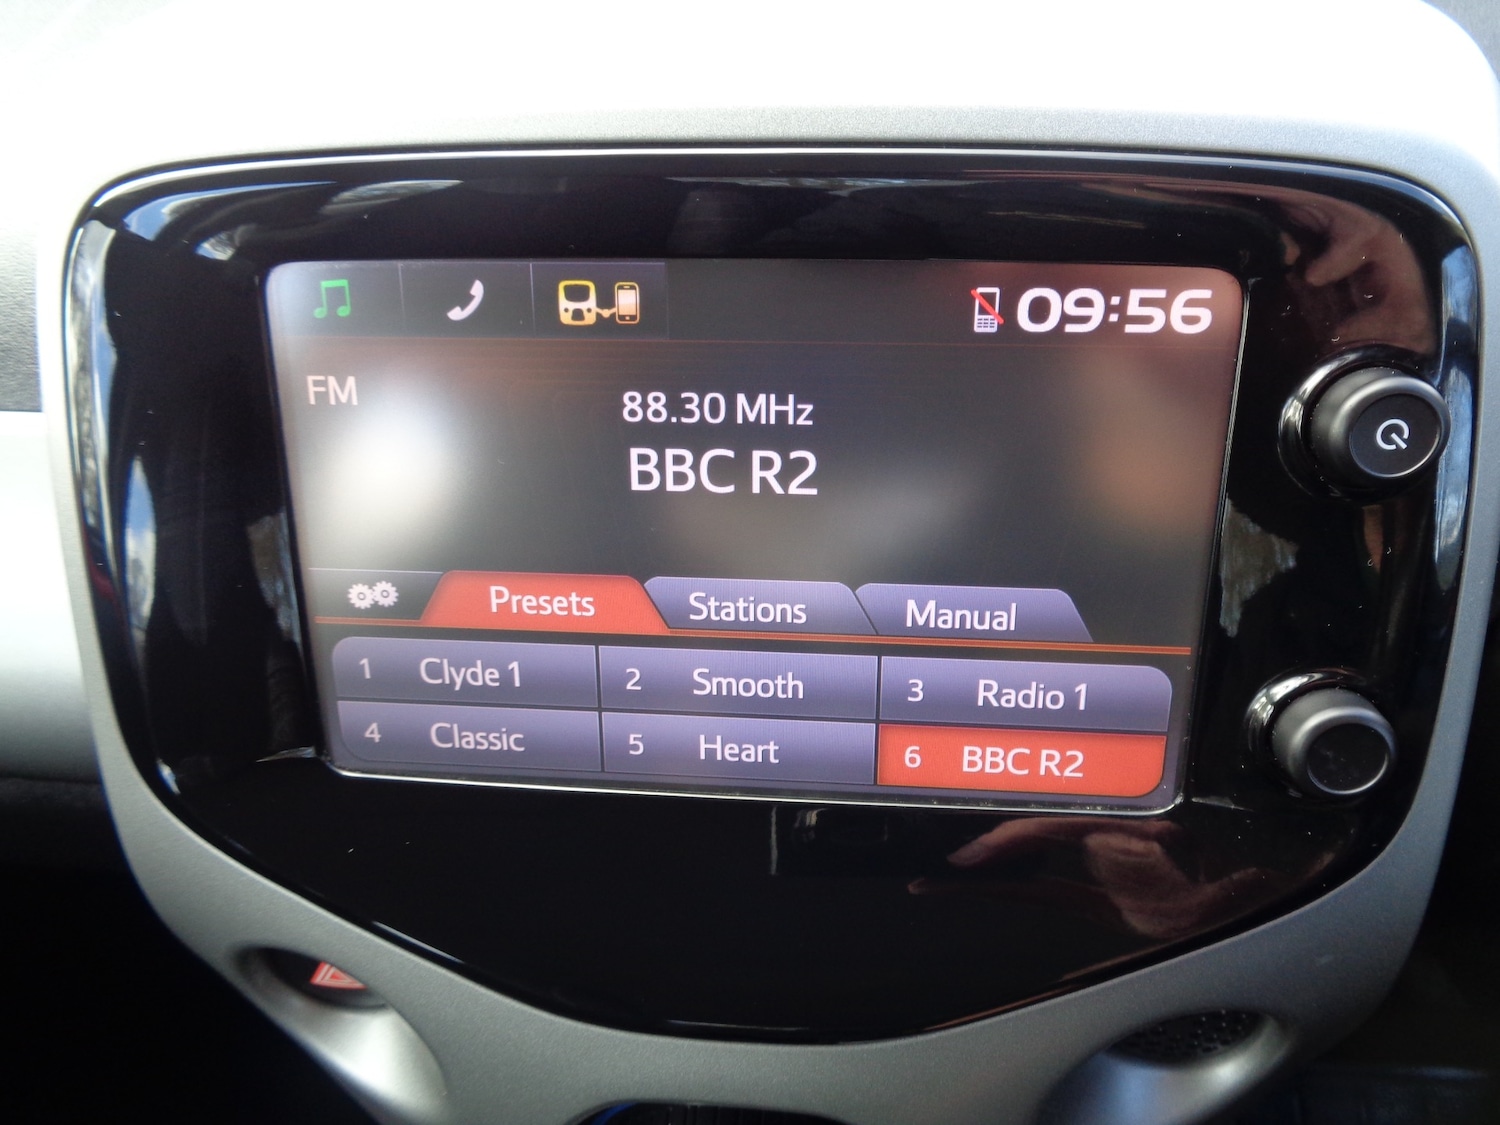 09:56
FM
88.30 MHz
BBC R2
Presets Stations Manual
1 Clyde 1 2 Smooth 3 Radio 1
4 Classic 5 Heart 6 BBC R2